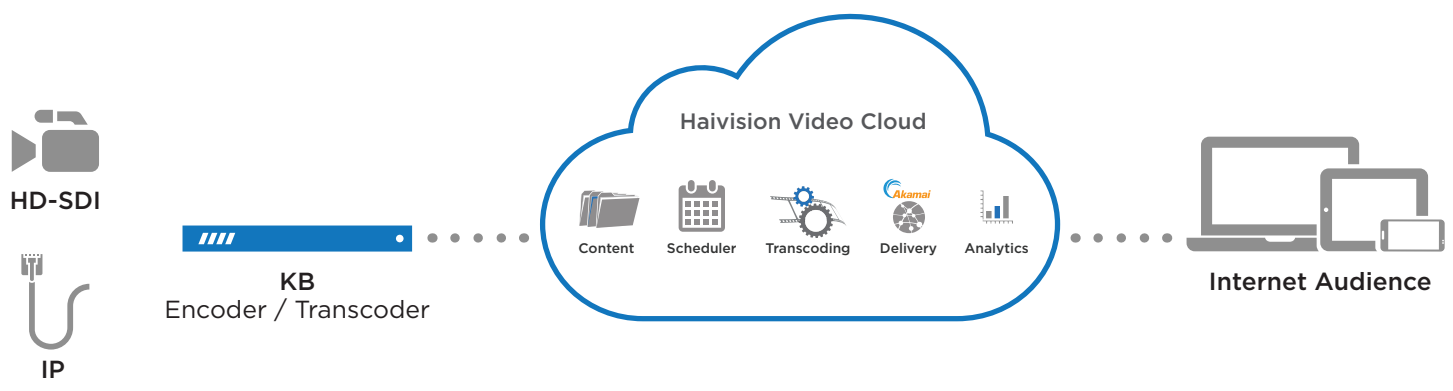 HD-SDI
IP
KB
Encoder / Transcoder
Haivision Video Cloud
Content
Scheduler
Transcoding
Akamai
Delivery
Analytics
Internet Audience